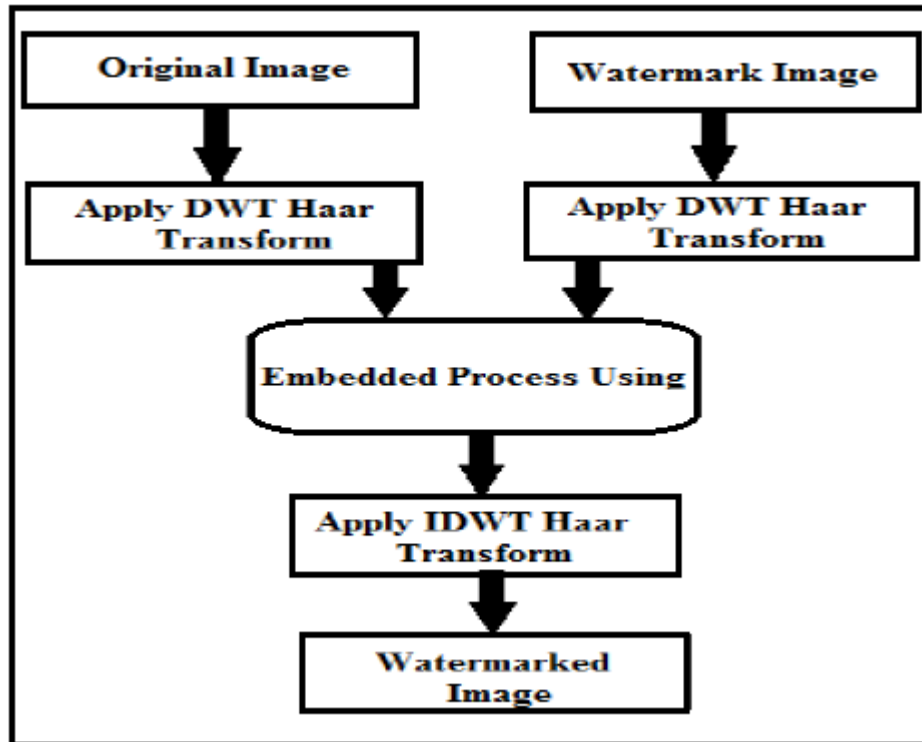 Original Image
Watermark Image
Apply DWT Haar
Transform
Apply DWT Haar
Transform
Embedded Process Using
Apply IDWT Haar
Transform
Watermarked
Image